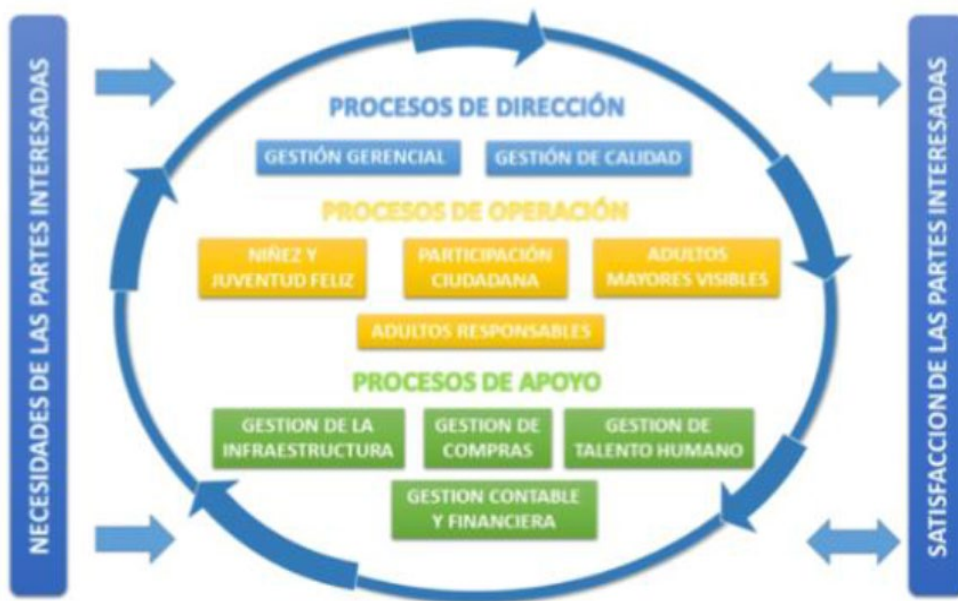 NECESIDADES DE LAS PARTES INTERESADAS
PROCESOS DE DIRECCIÓN
GESTIÓN GERENCIAL
GESTIÓN DE CALIDAD
PROCESOS DE OPERACIÓN
NIÑEZ Y
JUVENTUD FELIZ
PARTICIPACIÓN
CIUDADANA
ADULTOS
MAYORES VISIBLES
ADULTOS RESPONSABLES
PROCESOS DE APOYO
GESTION DE LA
INFRAESTRUCTURA
GESTION DE
COMPRAS
GESTION DE
TALENTO HUMANO
GESTION CONTABLE
Y FINANCIERA
SATISFACCION DE LAS PARTES INTERESADAS